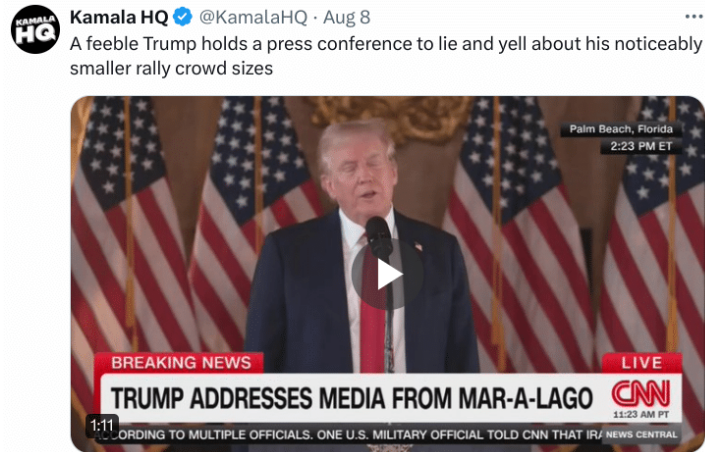 KAMALA
HQ
Kamala HQ @KamalaHQ · Aug 8
A feeble Trump holds a press conference to lie and yell about his noticeably
smaller rally crowd sizes
Palm Beach, Florida
2:23 PM ET
BREAKING NEWS
LIVE
TRUMP ADDRESSES MEDIA FROM MAR-A-LAGO
CNN
11:23 AM PT
1:11
CORDING TO MULTIPLE OFFICIALS. ONE U.S. MILITARY OFFICIAL TOLD CNN THAT IRA
NEWS CENTRAL